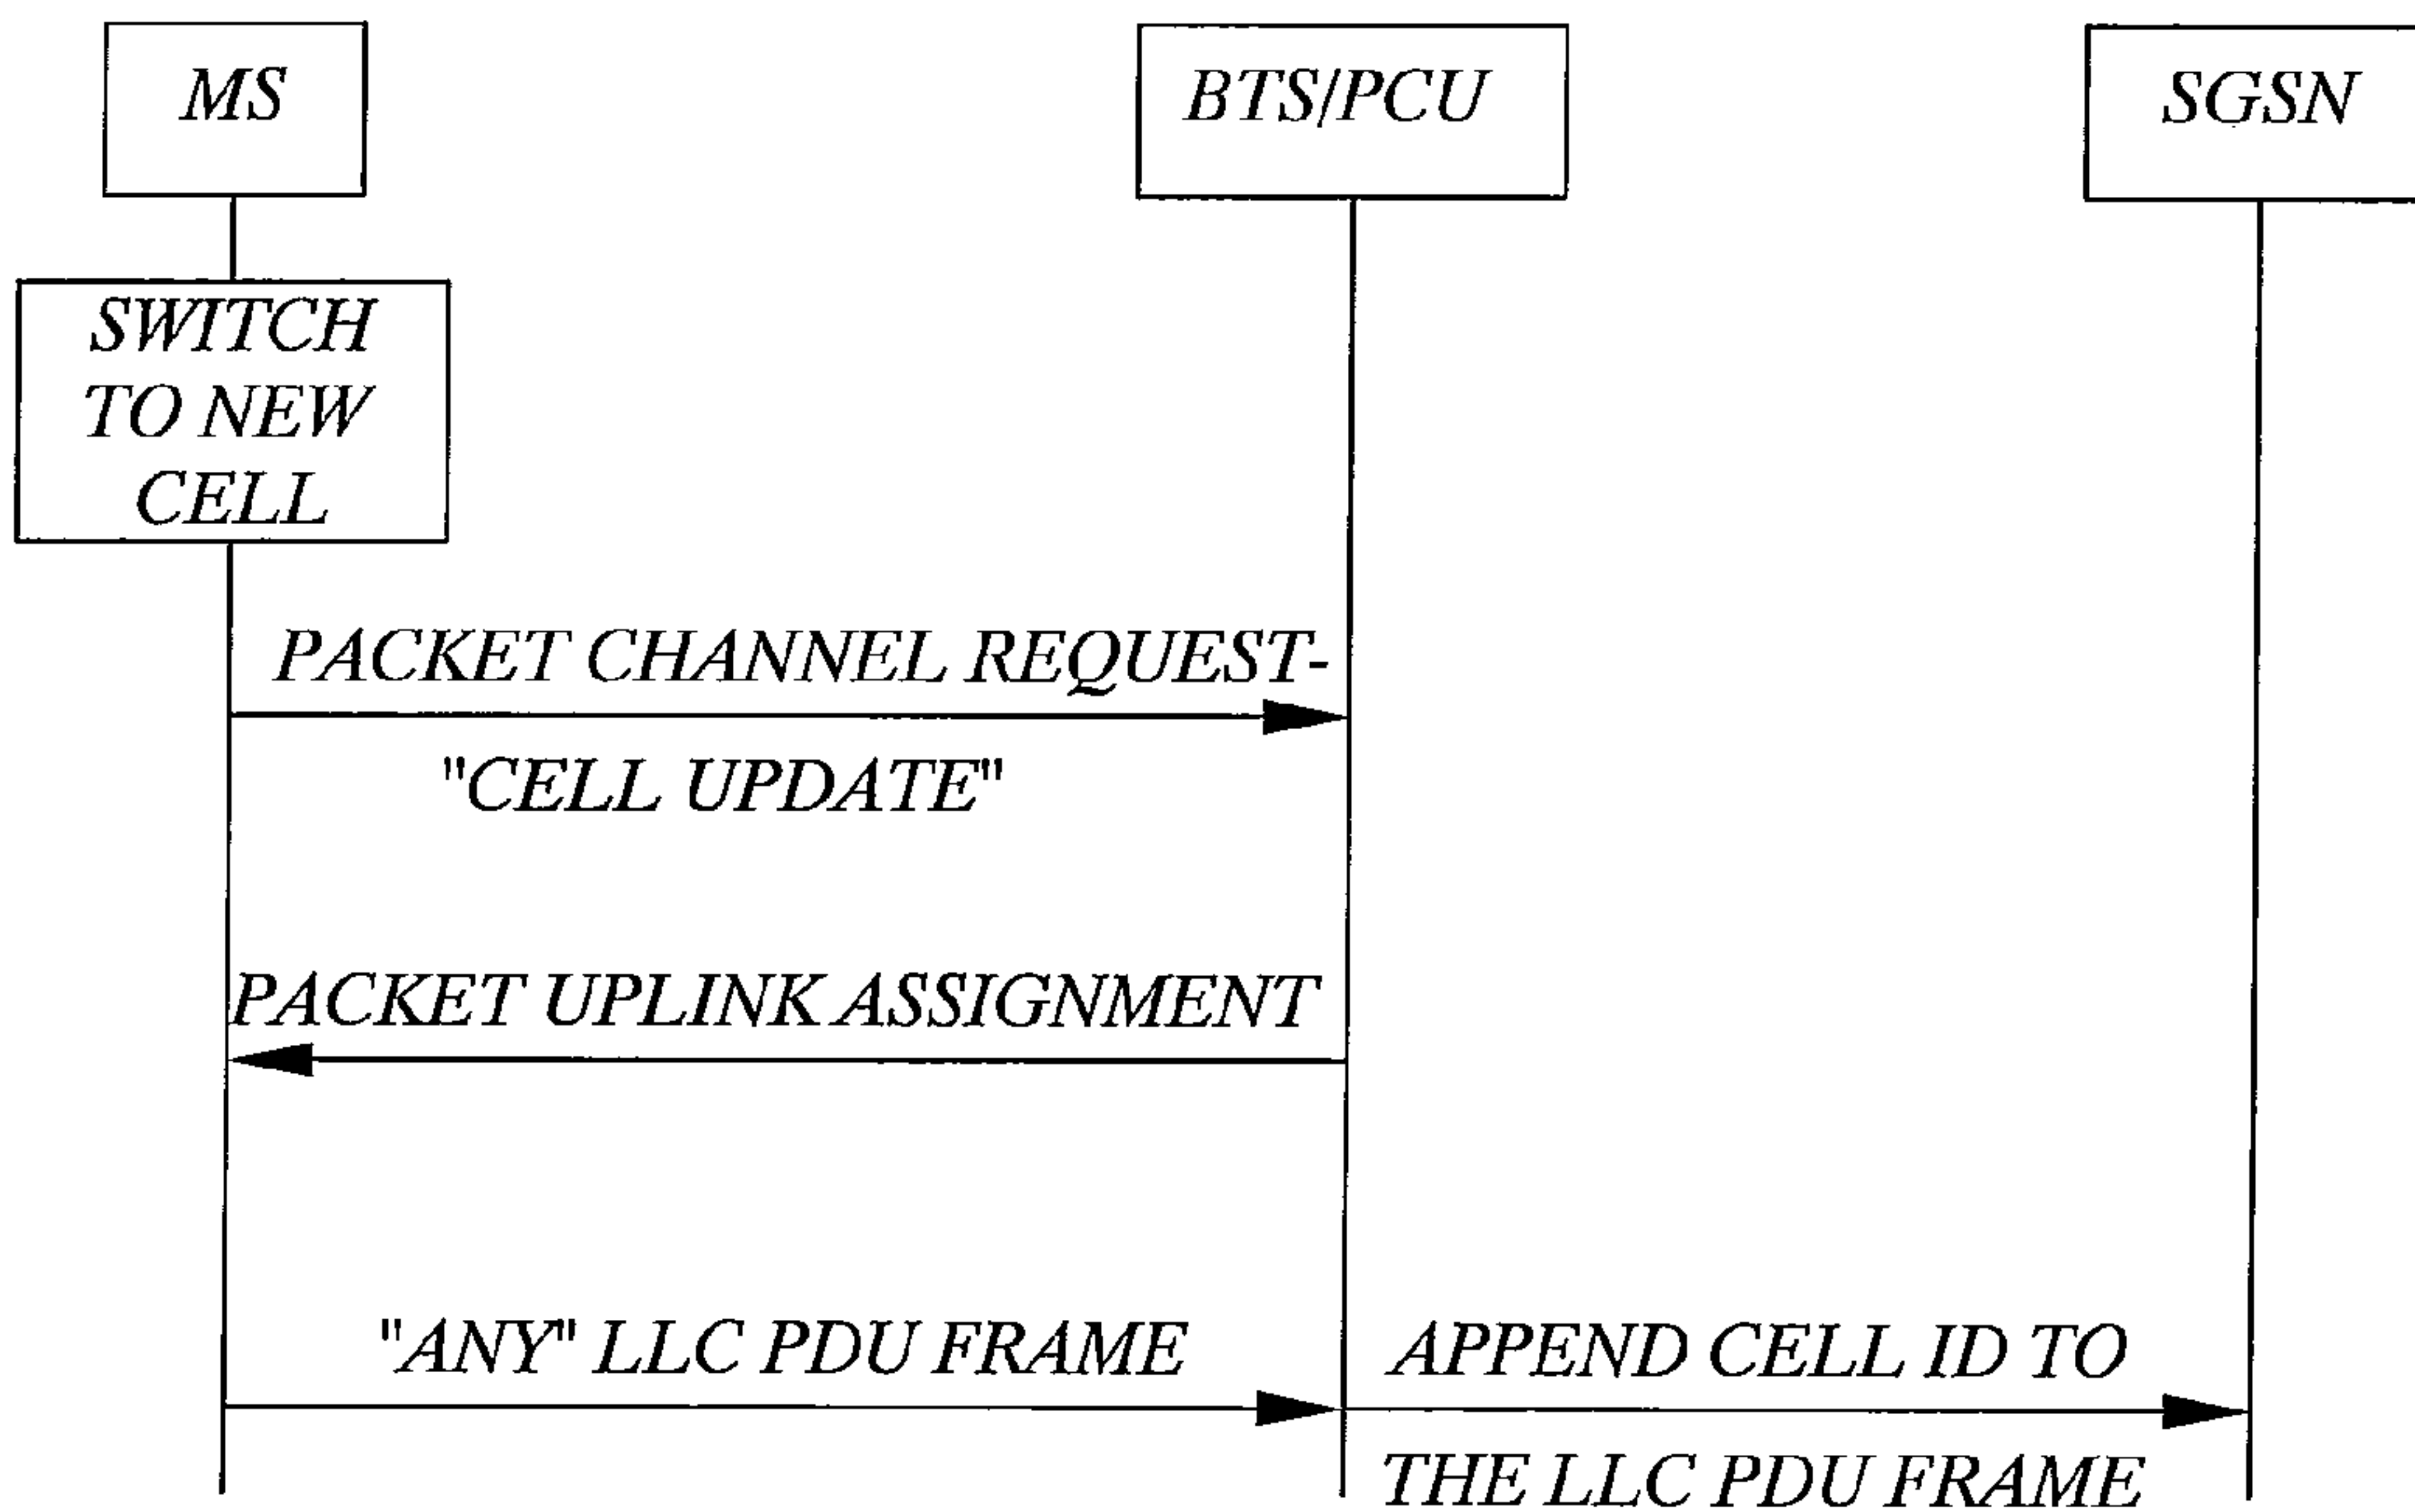 MS
BTS/PCU
SGSN
SWITCH
TO NEW
CELL
PACKET CHANNEL REQUEST-
"CELL UPDATE"
PACKET UPLINK ASSIGNMENT
"ANY" LLC PDU FRAME
APPEND CELL ID TO
THE LLC PDU FRAME